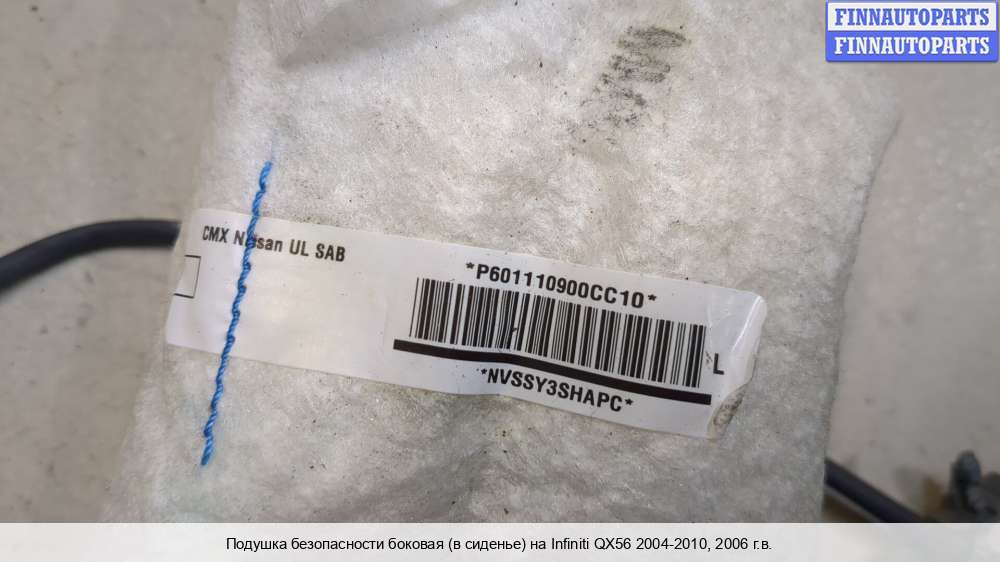 FINNAUTOPARTS
FINNAUTOPARTS
CMX Nissan UL SAB
*P601110900CC10*
L
*NVSSY3SHAPC*
Подушка безопасности боковая (в сиденье) на Infiniti QX56 2004-2010, 2006 г.в.